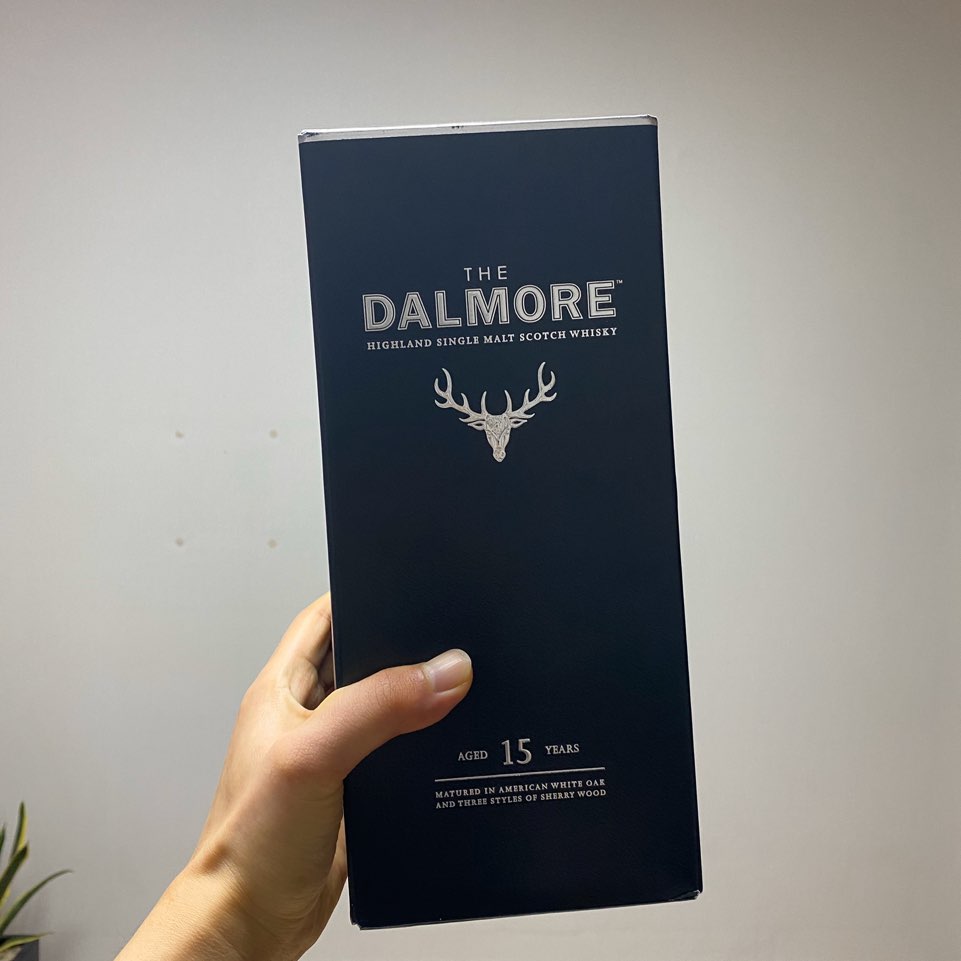 THE
DALMORE™
HIGHLAND SINGLE MALT SCOTCH WHISKY
AGED 15 YEARS
MATURED IN AMERICAN WHITE OAK
AND THREE STYLES OF SHERRY WOOD